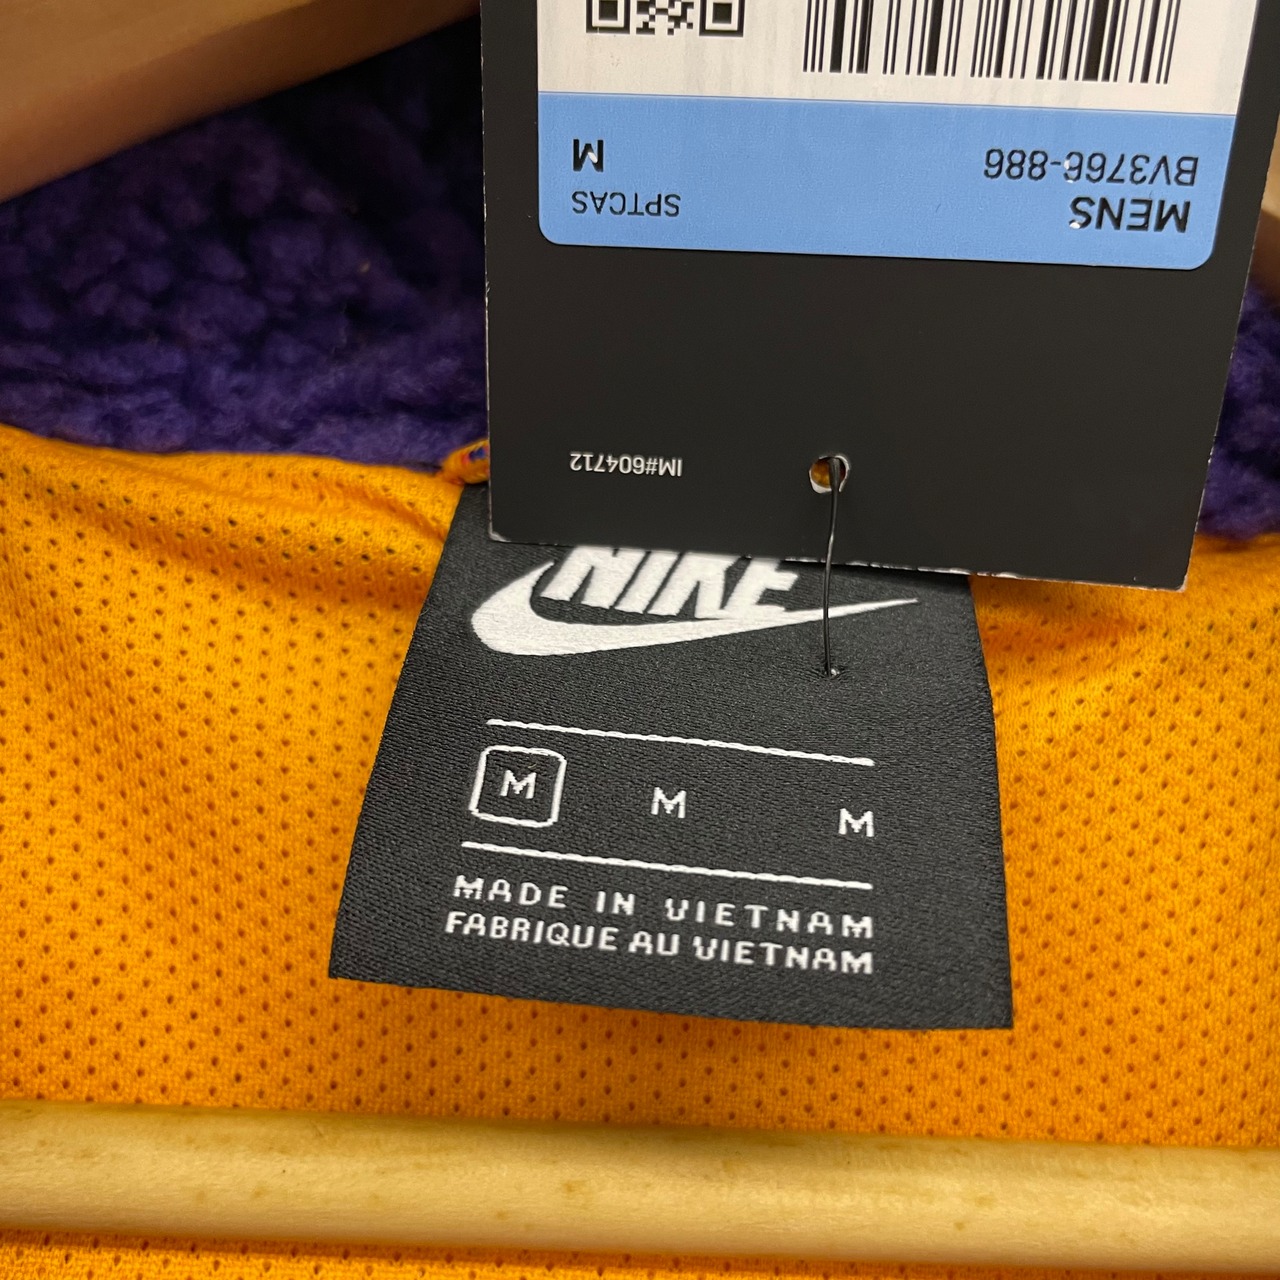 MENS SPTCAS
BV3766-886 M
IM#604712
NIKE
M M M
MADE IN VIETNAM
FABRIQUE AU VIETNAM